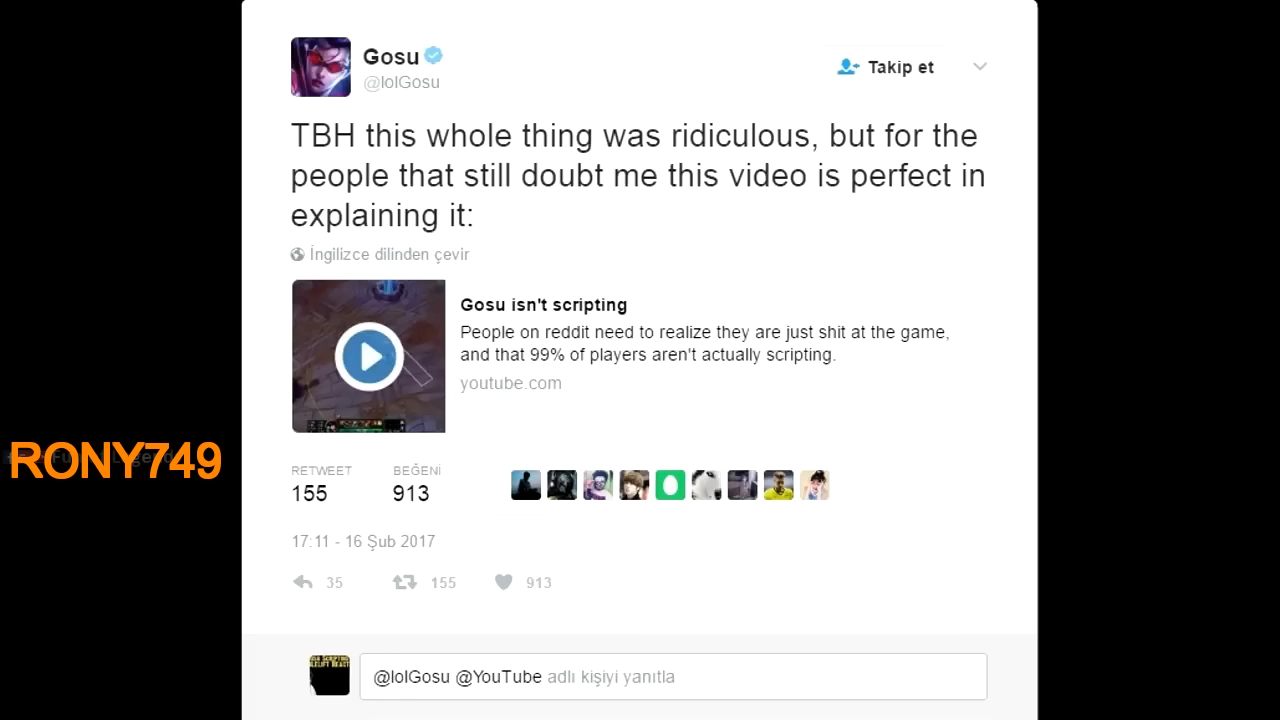 Gosu
@lolGosu
Takip et
TBH this whole thing was ridiculous, but for the
people that still doubt me this video is perfect in
explaining it:
İngilizce dilinden çevir
Gosu isn't scripting
People on reddit need to realize they are just shit at the game,
and that 99% of players aren't actually scripting.
youtube.com
RONY749
RETWEET
BEĞENİ
155
913
17:11 - 16 Şub 2017
35
155
913
@lolGosu @YouTube adlı kişiyi yanıtla